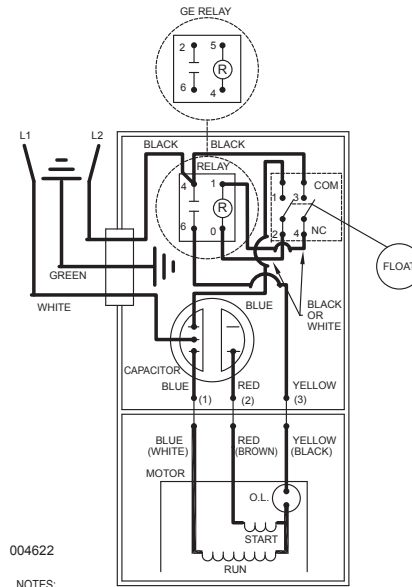 GE RELAY
2 5
R
6 4
L1 L2
BLACK BLACK
RELAY
4 1 1 3 COM
R
6 0 2 4 NC
FLOAT
GREEN
WHITE
BLUE
BLACK
OR
WHITE
CAPACITOR
BLUE RED YELLOW
(1) (2) (3)
BLUE RED YELLOW
(WHITE) (BROWN) (BLACK)
MOTOR
O.L.
START
RUN
004622
NOTES: